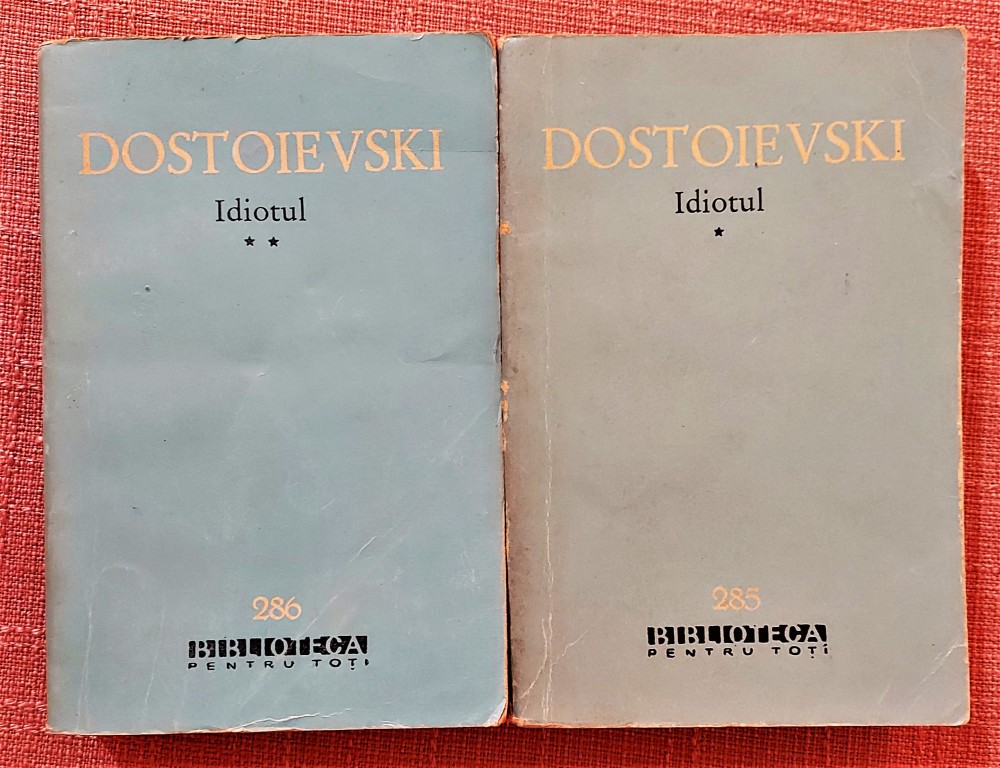 DOSTOIEVSKI
Idiotul
★ ★
286
BIBLIOTECA
PENTRU TOȚI
DOSTOIEVSKI
Idiotul
★
285
BIBLIOTECA
PENTRU TOȚI